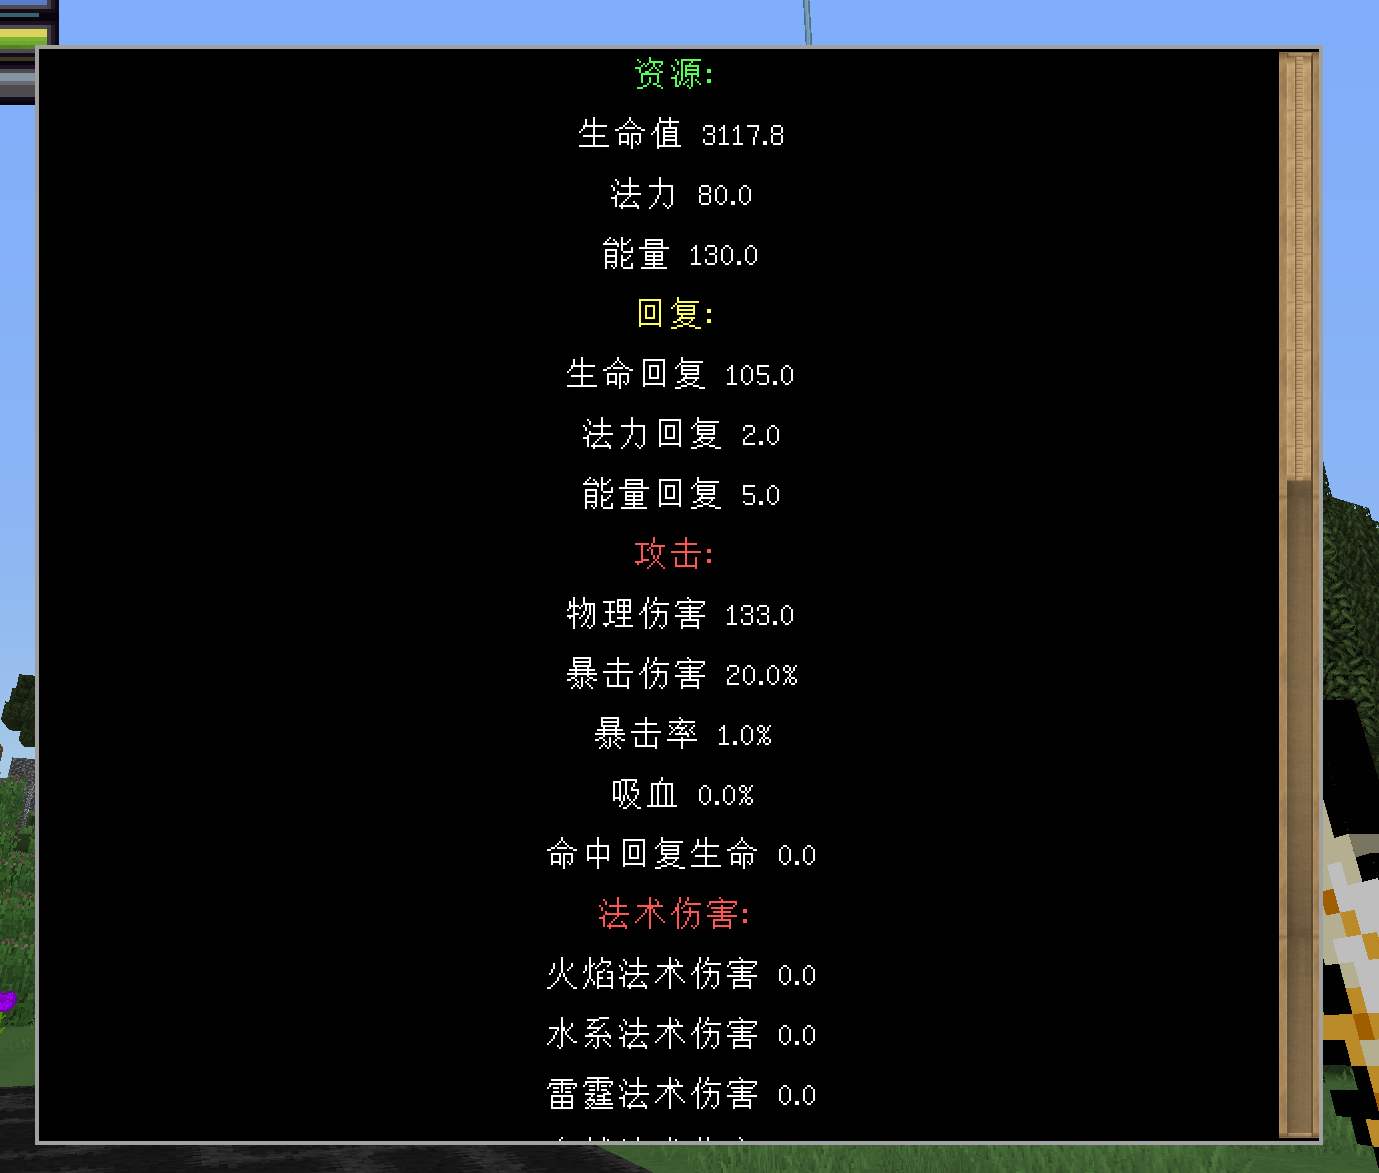 资源:
生命值 3117.8
法力 80.0
能量 130.0
回复:
生命回复 105.0
法力回复 2.0
能量回复 5.0
攻击:
物理伤害 133.0
暴击伤害 20.0%
暴击率 1.0%
吸血 0.0%
命中回复生命 0.0
法术伤害:
火焰法术伤害 0.0
水系法术伤害 0.0
雷霆法术伤害 0.0